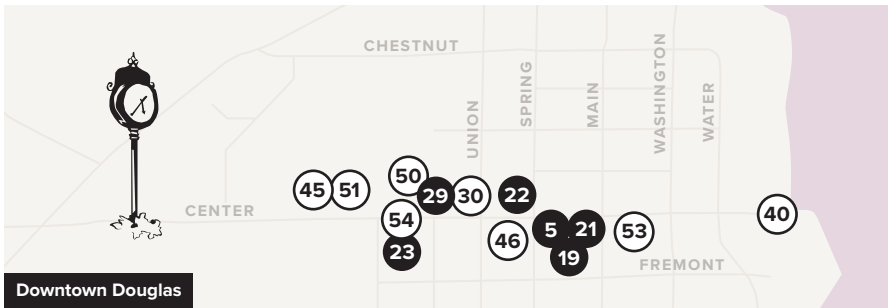 CHESTNUT
UNION
SPRING
MAIN
WASHINGTON
WATER
45
51
50
29
30
22
40
CENTER
54
23
46
5
21
19
53
FREMONT
Downtown Douglas